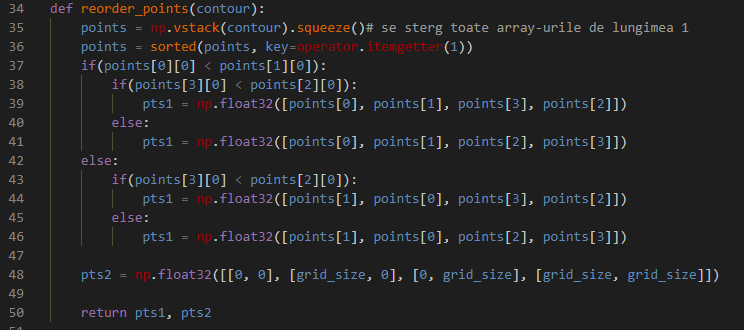 34 def reorder_points(contour):
35     points = np.vstack(contour).squeeze()# se sterg toate array-urile de lungimea 1
36     points = sorted(points, key=operator.itemgetter(1))
37     if(points[0][0] < points[1][0]):
38         if(points[3][0] < points[2][0]):
39             pts1 = np.float32([points[0], points[1], points[3], points[2]])
40         else:
41             pts1 = np.float32([points[0], points[1], points[2], points[3]])
42     else:
43         if(points[3][0] < points[2][0]):
44             pts1 = np.float32([points[1], points[0], points[3], points[2]])
45         else:
46             pts1 = np.float32([points[1], points[0], points[2], points[3]])
47
48     pts2 = np.float32([[0, 0], [grid_size, 0], [0, grid_size], [grid_size, grid_size]])
49
50     return pts1, pts2